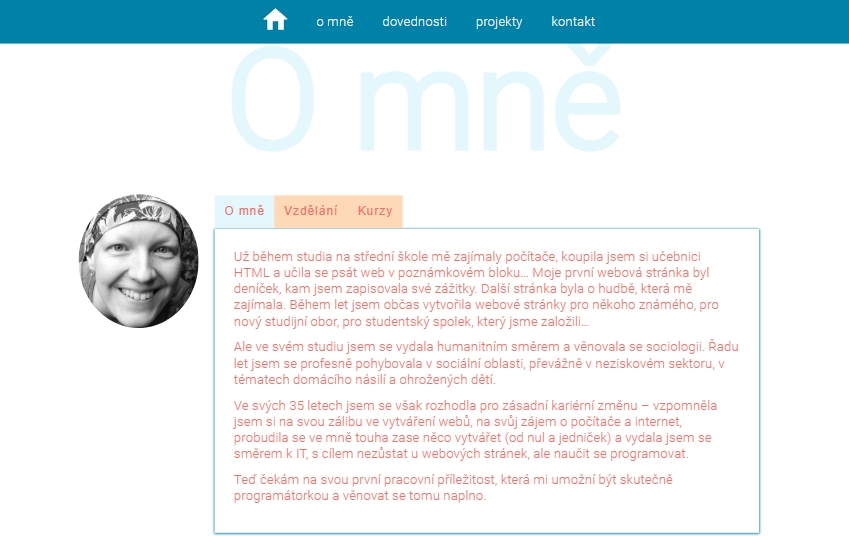 o mně dovednosti projekty kontakt
O mně
O mně Vzdělání Kurzy
Už během studia na střední škole mě zajímaly počítače, koupila jsem si učebnici
HTML a učila se psát web v poznámkovém bloku... Moje první webová stránka byl
deníček, kam jsem zapisovala své zážitky. Další stránka byla o hudbě, která mě
zajímala. Během let jsem občas vytvořila webové stránky pro někoho známého, pro
nový studijní obor, pro studentský spolek, který jsme založili...
Ale ve svém studiu jsem se vydala humanitním směrem a věnovala se sociologii. Řadu
let jsem se profesně pohybovala v sociální oblasti, převážně v neziskovém sektoru, v
tématech domácího násilí a ohrožených dětí.
Ve svých 35 letech jsem se však rozhodla pro zásadní kariérní změnu – vzpomněla
jsem si na svou zálibu ve vytváření webů, na svůj zájem o počítače a internet,
probudila se ve mně touha zase něco vytvářet (od nul a jedniček) a vydala jsem se
směrem k IT, s cílem nezůstat u webových stránek, ale naučit se programovat.
Teď čekám na svou první pracovní příležitost, která mi umožní být skutečně
programátorkou a věnovat se tomu naplno.